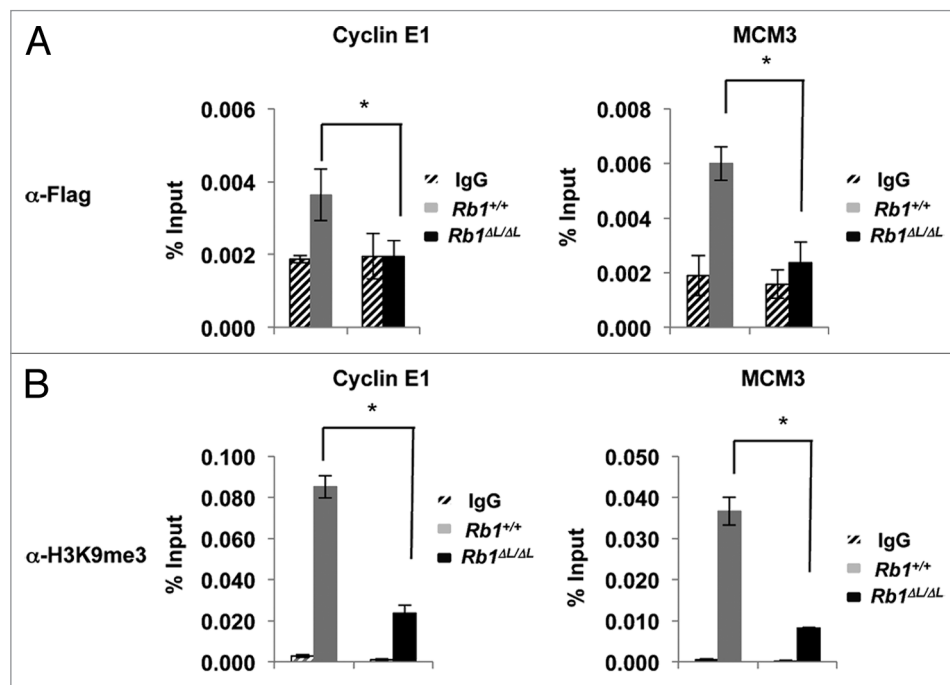 A
Cyclin E1
MCM3
α-Flag
% Input
0.006
0.004
0.002
0.000
*
IgG
Rb1+/+
Rb1ΔL/ΔL
% Input
0.008
0.006
0.004
0.002
0.000
*
IgG
Rb1+/+
Rb1ΔL/ΔL
B
Cyclin E1
MCM3
α-H3K9me3
% Input
0.100
0.080
0.060
0.040
0.020
0.000
*
IgG
Rb1+/+
Rb1ΔL/ΔL
% Input
0.050
0.040
0.030
0.020
0.010
0.000
*
IgG
Rb1+/+
Rb1ΔL/ΔL